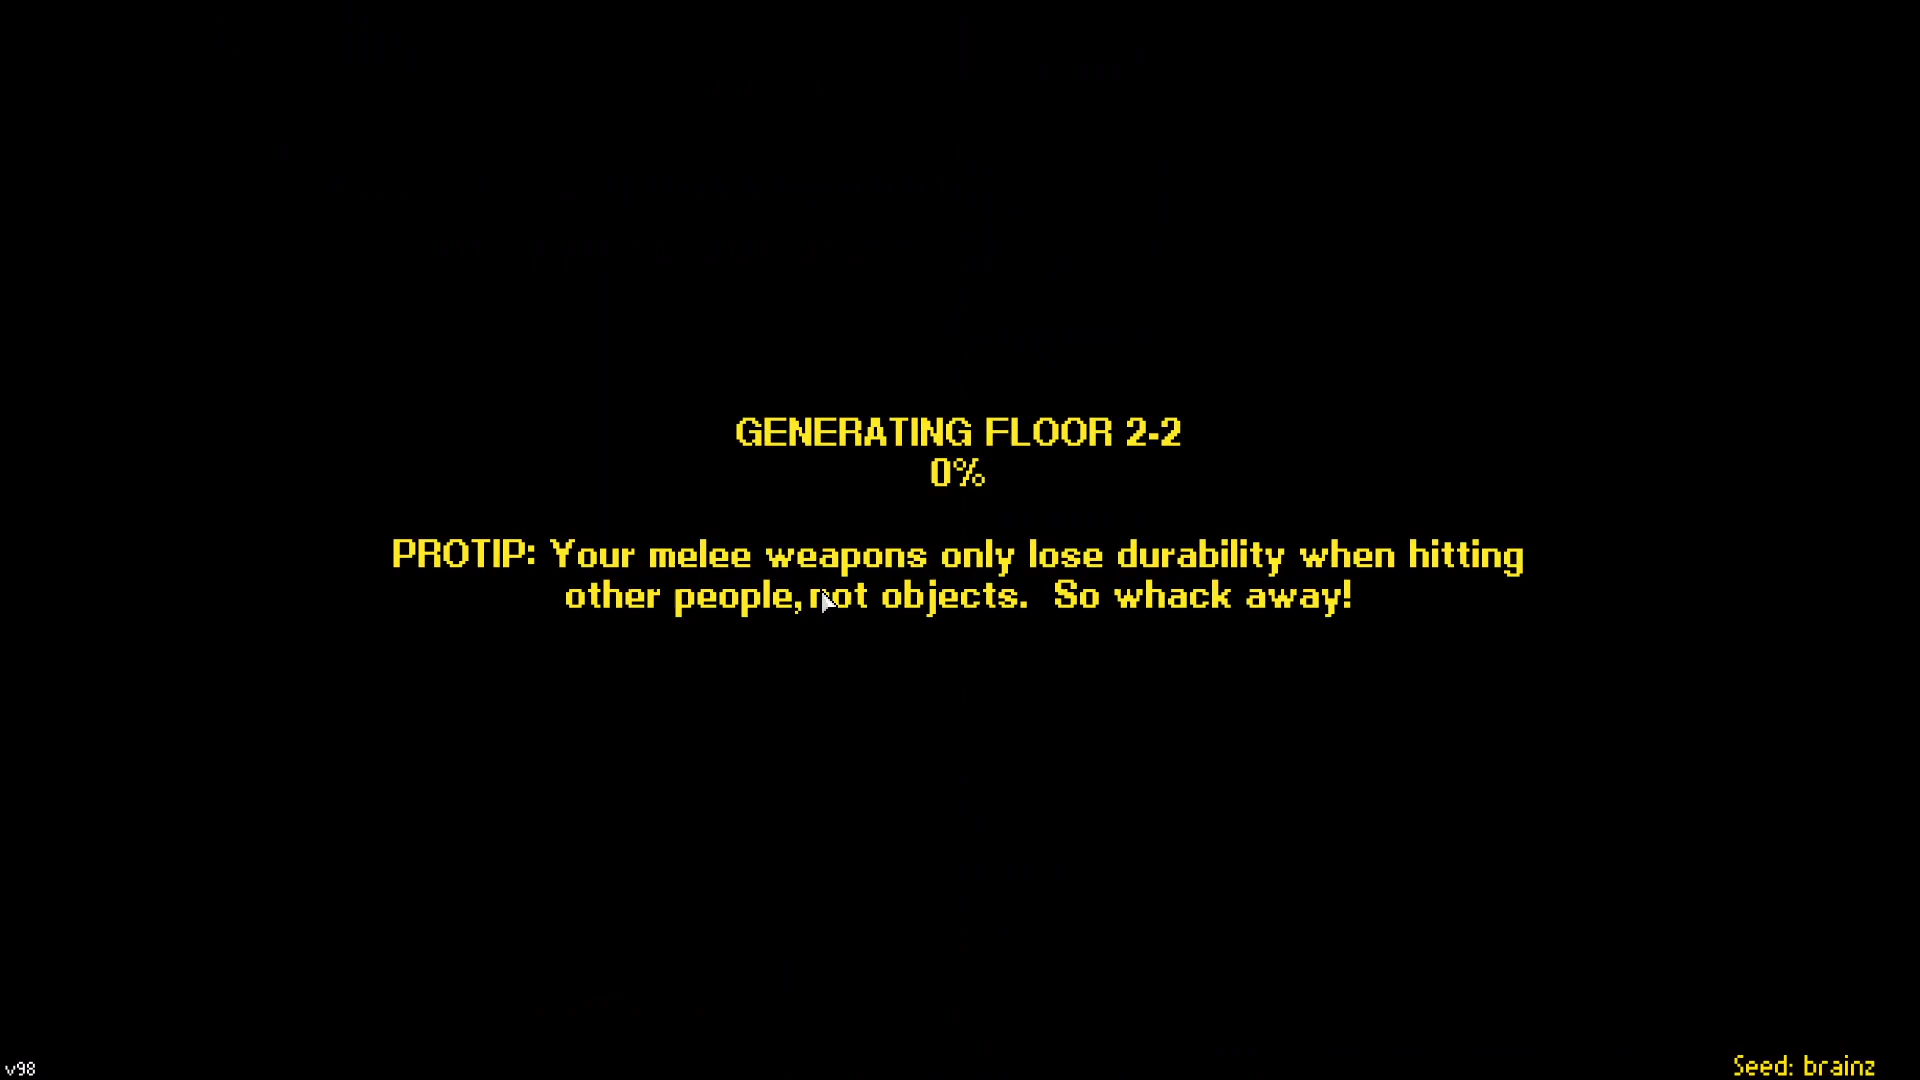 GENERATING FLOOR 2-2
0%
PROTIP: Your melee weapons only lose durability when hitting
other people, not objects.  So whack away!
v98
Seed: brainz